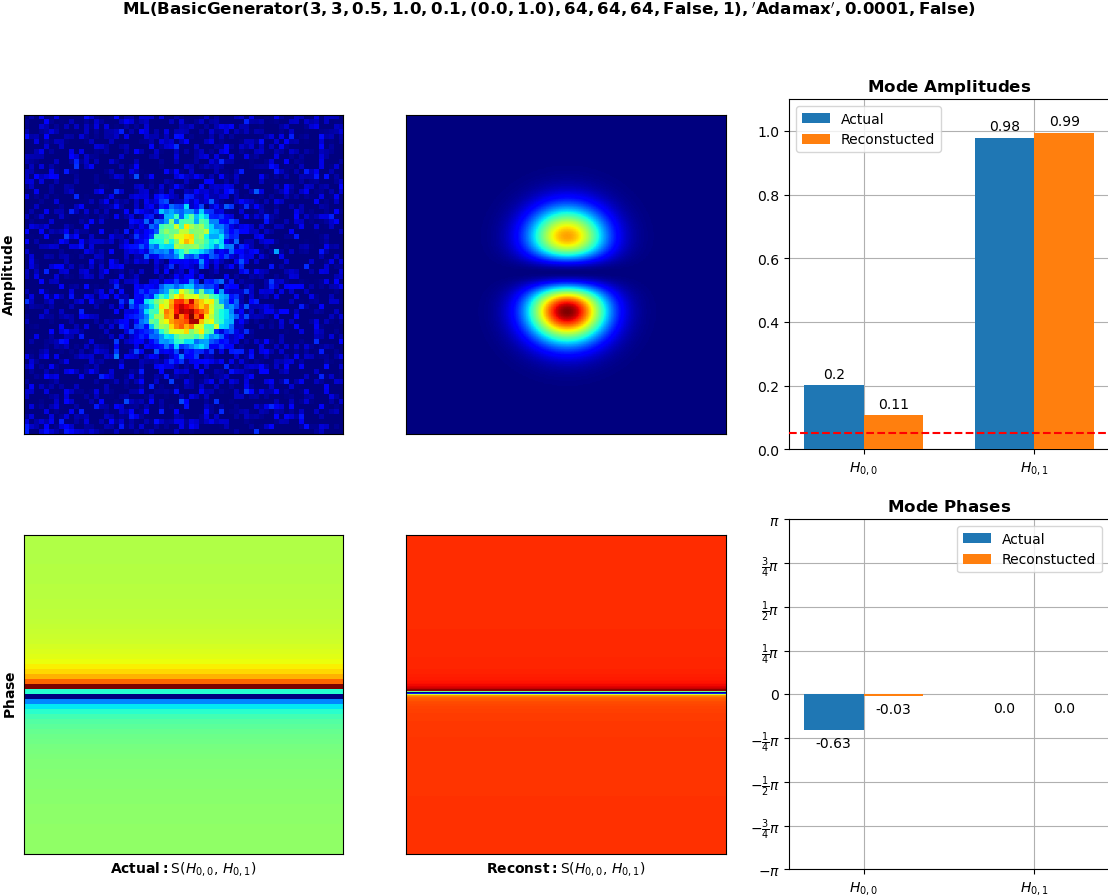 ML(BasicGenerator(3, 3, 0.5, 1.0, 0.1, (0.0, 1.0), 64, 64, 64, False, 1), 'Adamax', 0.0001, False)
Amplitude
Mode Amplitudes
Actual
Reconstucted
1.0
0.8
0.6
0.4
0.2
0.0
0.2
0.11
0.98
0.99
H0,0
H0,1
Phase
Actual: S(H0,0, H0,1)
Reconst: S(H0,0, H0,1)
Mode Phases
Actual
Reconstucted
π
3/4π
1/2π
1/4π
0
−1/4π
−1/2π
−3/4π
−π
-0.63
-0.03
0.0
0.0
H0,0
H0,1